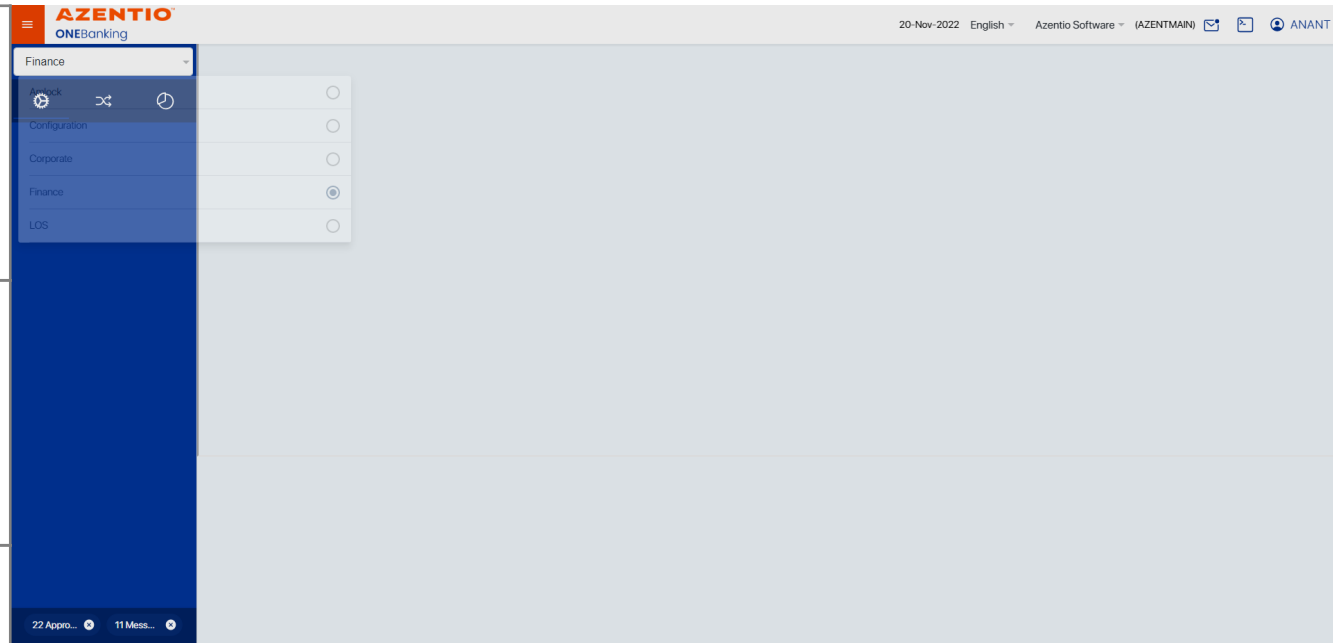 AZENTIO™
ONEBanking
20-Nov-2022 English Azentio Software (AZENTMAIN) ANANT
Finance
Amlock
Configuration
Corporate
Finance
LOS
22 Appro... 11 Mess...